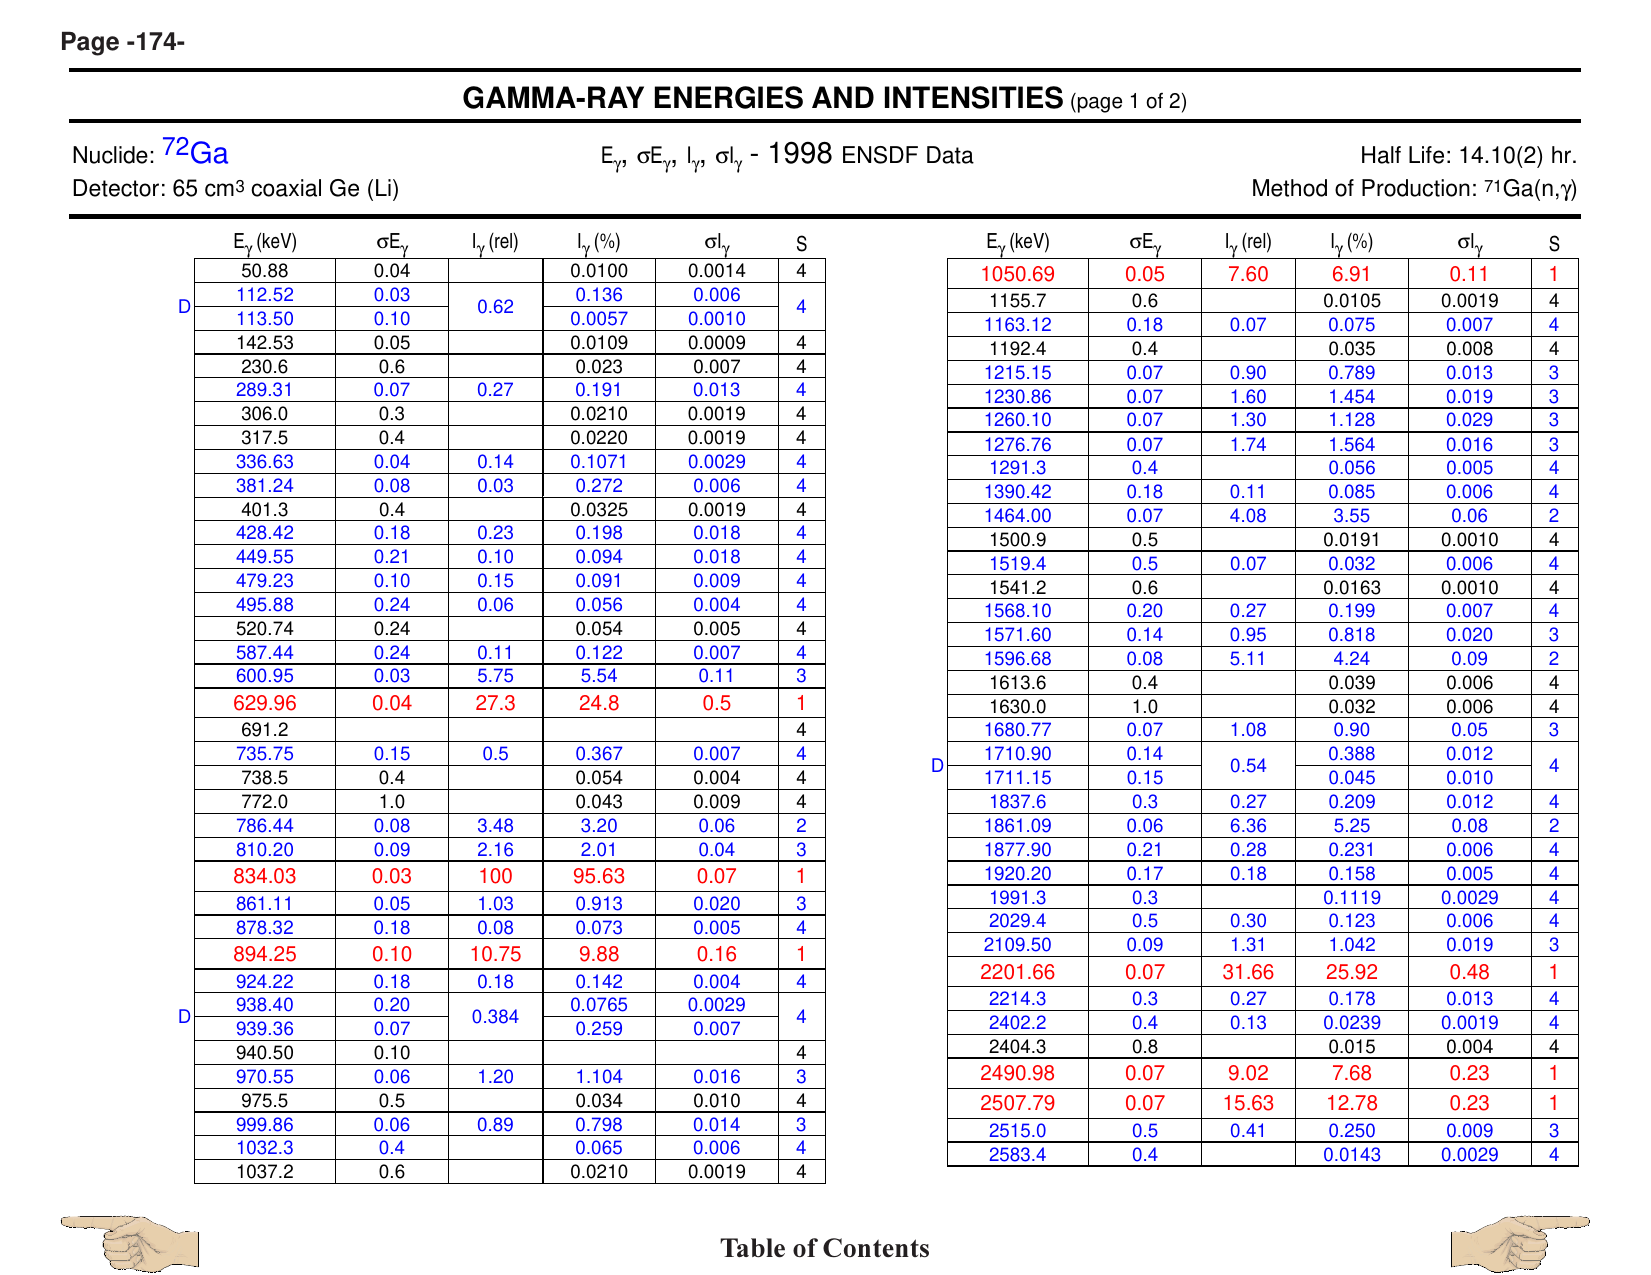 Page -174-
GAMMA-RAY ENERGIES AND INTENSITIES (page 1 of 2)
Nuclide: 72Ga
Eγ, σEγ, Iγ, σIγ - 1998 ENSDF Data
Half Life: 14.10(2) hr.
Detector: 65 cm3 coaxial Ge (Li)
Method of Production: 71Ga(n,γ)
Eγ (keV) σEγ Iγ (rel) Iγ (%) σIγ S
50.88 0.04 0.0100 0.0014 4
D 112.52 0.03 0.62 0.136 0.006 4
113.50 0.10 0.0057 0.0010
142.53 0.05 0.0109 0.0009 4
230.6 0.6 0.023 0.007 4
289.31 0.07 0.27 0.191 0.013 4
306.0 0.3 0.0210 0.0019 4
317.5 0.4 0.0220 0.0019 4
336.63 0.04 0.14 0.1071 0.0029 4
381.24 0.08 0.03 0.272 0.006 4
401.3 0.4 0.0325 0.0019 4
428.42 0.18 0.23 0.198 0.018 4
449.55 0.21 0.10 0.094 0.018 4
479.23 0.10 0.15 0.091 0.009 4
495.88 0.24 0.06 0.056 0.004 4
520.74 0.24 0.054 0.005 4
587.44 0.24 0.11 0.122 0.007 4
600.95 0.03 5.75 5.54 0.11 3
629.96 0.04 27.3 24.8 0.5 1
691.2 4
735.75 0.15 0.5 0.367 0.007 4
738.5 0.4 0.054 0.004 4
772.0 1.0 0.043 0.009 4
786.44 0.08 3.48 3.20 0.06 2
810.20 0.09 2.16 2.01 0.04 3
834.03 0.03 100 95.63 0.07 1
861.11 0.05 1.03 0.913 0.020 3
878.32 0.18 0.08 0.073 0.005 4
894.25 0.10 10.75 9.88 0.16 1
924.22 0.18 0.18 0.142 0.004 4
D 938.40 0.20 0.384 0.0765 0.0029 4
939.36 0.07 0.259 0.007
940.50 0.10 4
970.55 0.06 1.20 1.104 0.016 3
975.5 0.5 0.034 0.010 4
999.86 0.06 0.89 0.798 0.014 3
1032.3 0.4 0.065 0.006 4
1037.2 0.6 0.0210 0.0019 4
Eγ (keV) σEγ Iγ (rel) Iγ (%) σIγ S
1050.69 0.05 7.60 6.91 0.11 1
1155.7 0.6 0.0105 0.0019 4
1163.12 0.18 0.07 0.075 0.007 4
1192.4 0.4 0.035 0.008 4
1215.15 0.07 0.90 0.789 0.013 3
1230.86 0.07 1.60 1.454 0.019 3
1260.10 0.07 1.30 1.128 0.029 3
1276.76 0.07 1.74 1.564 0.016 3
1291.3 0.4 0.056 0.005 4
1390.42 0.18 0.11 0.085 0.006 4
1464.00 0.07 4.08 3.55 0.06 2
1500.9 0.5 0.0191 0.0010 4
1519.4 0.5 0.07 0.032 0.006 4
1541.2 0.6 0.0163 0.0010 4
1568.10 0.20 0.27 0.199 0.007 4
1571.60 0.14 0.95 0.818 0.020 3
1596.68 0.08 5.11 4.24 0.09 2
1613.6 0.4 0.039 0.006 4
1630.0 1.0 0.032 0.006 4
1680.77 0.07 1.08 0.90 0.05 3
D 1710.90 0.14 0.54 0.388 0.012 4
1711.15 0.15 0.045 0.010
1837.6 0.3 0.27 0.209 0.012 4
1861.09 0.06 6.36 5.25 0.08 2
1877.90 0.21 0.28 0.231 0.006 4
1920.20 0.17 0.18 0.158 0.005 4
1991.3 0.3 0.1119 0.0029 4
2029.4 0.5 0.30 0.123 0.006 4
2109.50 0.09 1.31 1.042 0.019 3
2201.66 0.07 31.66 25.92 0.48 1
2214.3 0.3 0.27 0.178 0.013 4
2402.2 0.4 0.13 0.0239 0.0019 4
2404.3 0.8 0.015 0.004 4
2490.98 0.07 9.02 7.68 0.23 1
2507.79 0.07 15.63 12.78 0.23 1
2515.0 0.5 0.41 0.250 0.009 3
2583.4 0.4 0.0143 0.0029 4
Table of Contents